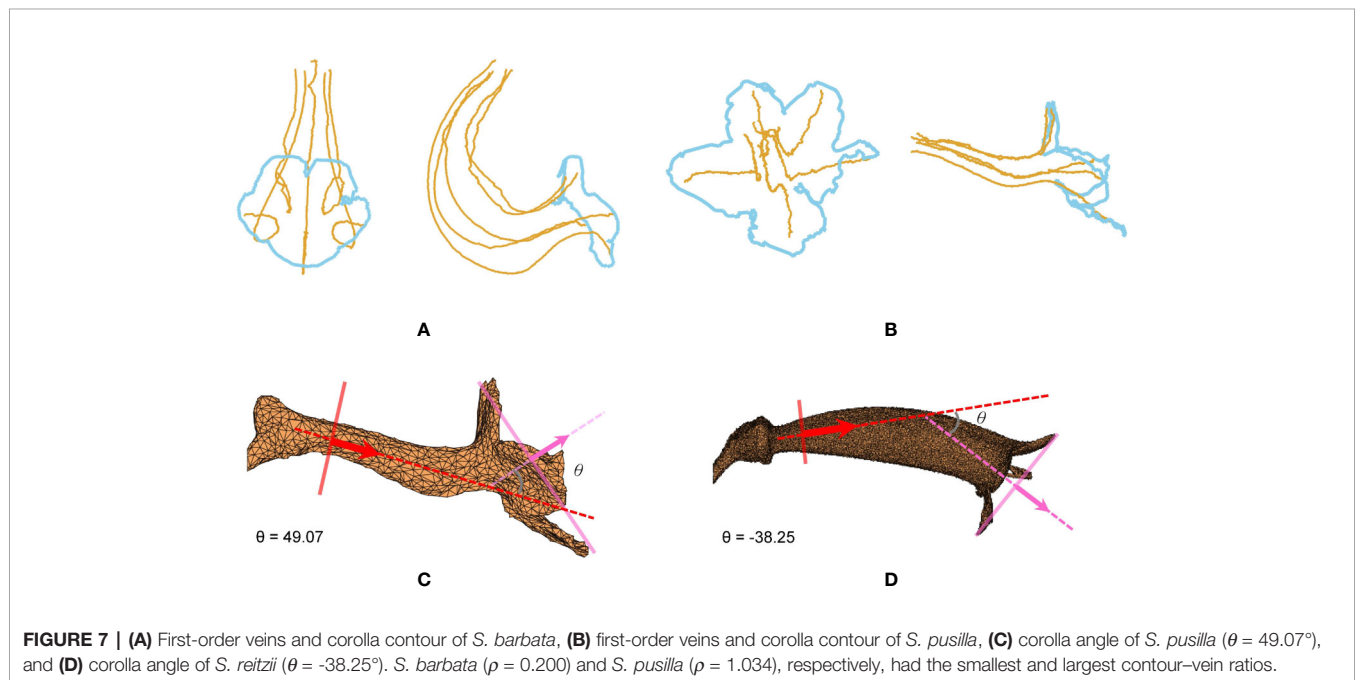 A
B
θ
θ = 49.07
C
θ
θ = -38.25
D
FIGURE 7 | (A) First-order veins and corolla contour of S. barbata, (B) first-order veins and corolla contour of S. pusilla, (C) corolla angle of S. pusilla (θ = 49.07°),
and (D) corolla angle of S. reitzii (θ = -38.25°). S. barbata (ρ = 0.200) and S. pusilla (ρ = 1.034), respectively, had the smallest and largest contour–vein ratios.